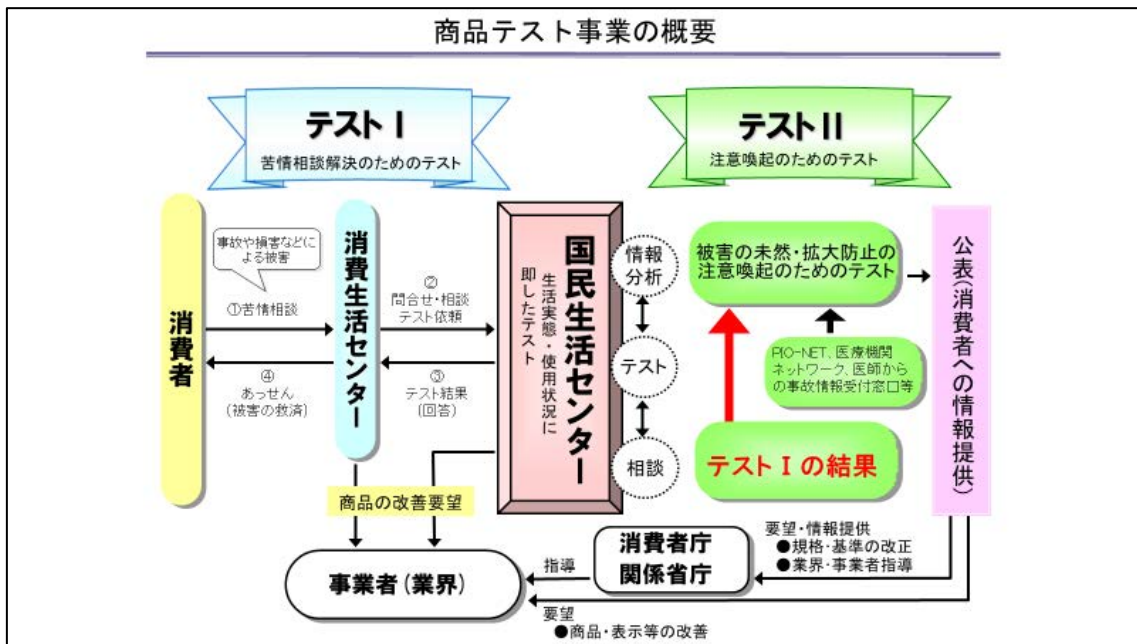 商品テスト事業の概要
テストⅠ
苦情相談解決のためのテスト
テストⅡ
注意喚起のためのテスト
消費者
事故や損害などに
よる被害
①苦情相談
④
あっせん
(被害の救済)
消費生活センター
②
問合せ・相談
テスト依頼
③
テスト結果
(回答)
国民生活センター
生活実態・使用状況に
即したテスト
情報
分析
テスト
相談
被害の未然・拡大防止の
注意喚起のためのテスト
PIO-NET、医療機関
ネットワーク、医師から
の事故情報受付窓口等
テストⅠの結果
公表(消費者への情報提供)
商品の改善要望
事業者(業界)
指導
消費者庁
関係省庁
要望・情報提供
●規格・基準の改正
●業界・事業者指導
要望
●商品・表示等の改善